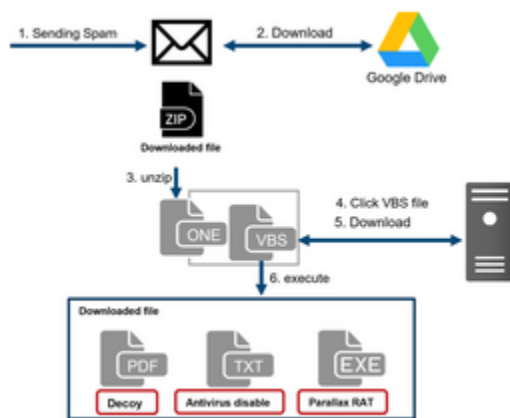 1. Sending Spam
2. Download
Google Drive
ZIP
Downloaded file
3. unzip
ONE
VBS
4. Click VBS file
5. Download
6. execute
Downloaded file
PDF
TXT
EXE
Decoy
Antivirus disable
Parallax RAT